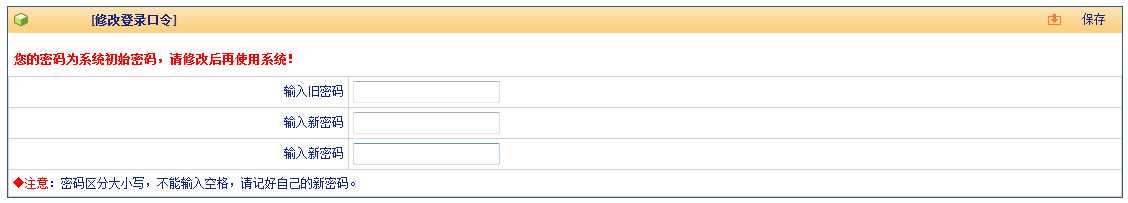 [修改登录口令] 保存
您的密码为系统初始密码，请修改后再使用系统！
输入旧密码
输入新密码
输入新密码
◆注意：密码区分大小写，不能输入空格，请记好自己的新密码。